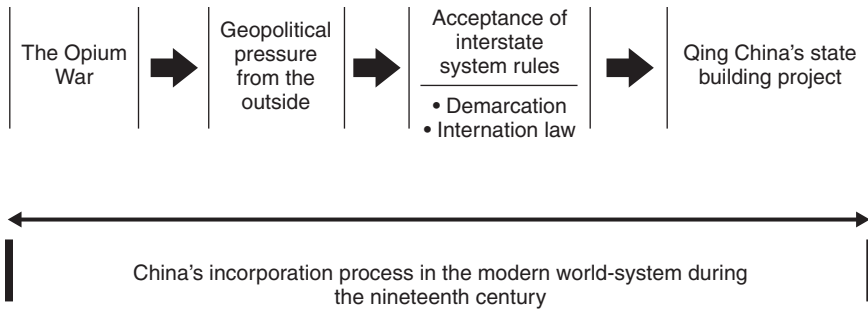 The Opium
War
Geopolitical
pressure
from the
outside
Acceptance of
interstate
system rules
• Demarcation
• Internation law
Qing China's state
building project
China's incorporation process in the modern world-system during
the nineteenth century